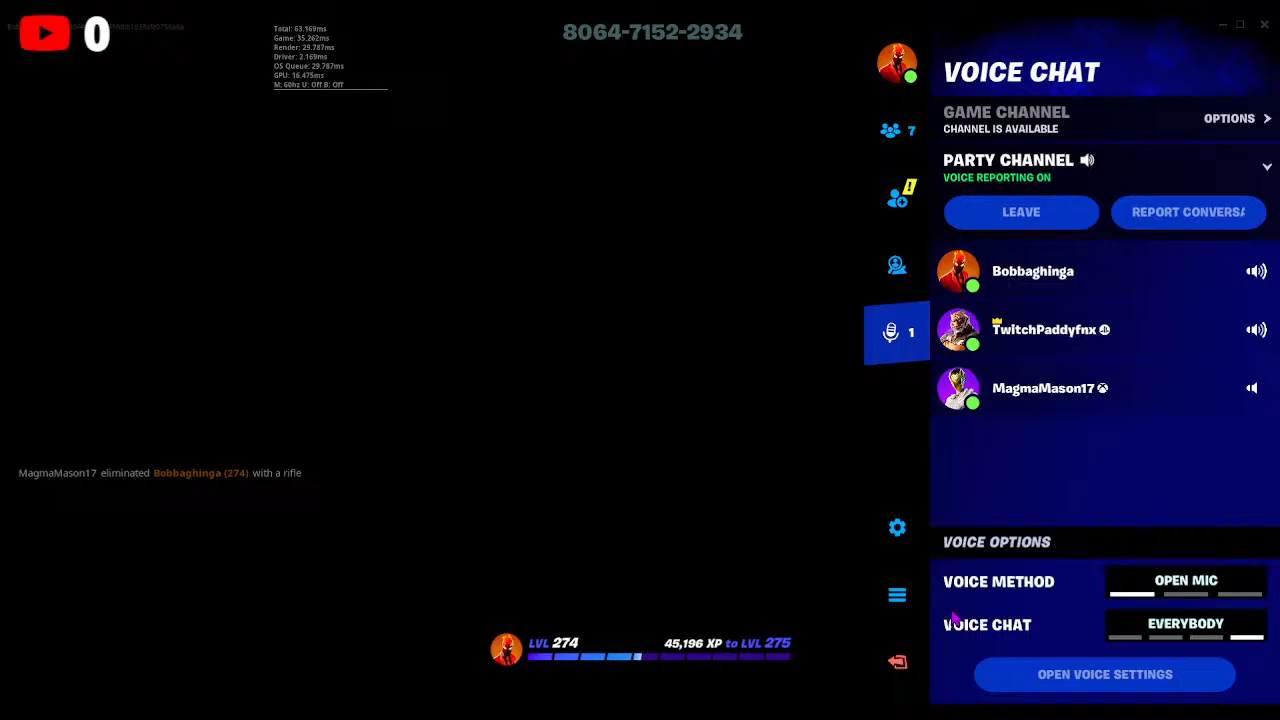 0
Total: 63.169ms
Game: 35.262ms
Render: 29.787ms
Driver: 2.169ms
OS Queue: 29.787ms
GPU: 16.475ms
M: 60hz U: Off B: Off
8064-7152-2934
VOICE CHAT
GAME CHANNEL
CHANNEL IS AVAILABLE
OPTIONS
7
PARTY CHANNEL
VOICE REPORTING ON
LEAVE
REPORT CONVERSA
Bobbaghinga
1
TwitchPaddyfnx
MagmaMason17
MagmaMason17 eliminated Bobbaghinga (274) with a rifle
VOICE OPTIONS
VOICE METHOD
OPEN MIC
VOICE CHAT
EVERYBODY
LVL 274
45,196 XP to LVL 275
OPEN VOICE SETTINGS